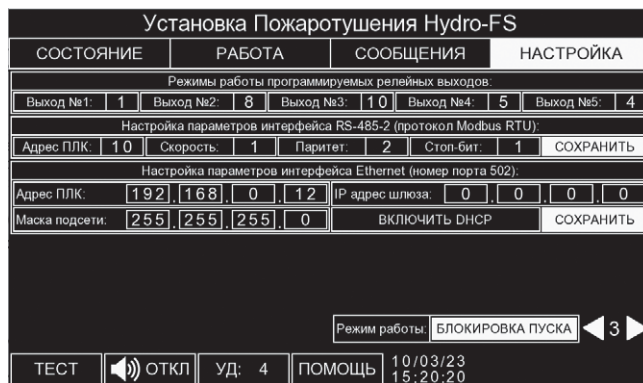 Установка Пожаротушения Hydro-FS
СОСТОЯНИЕ РАБОТА СООБЩЕНИЯ НАСТРОЙКА
Режимы работы программируемых релейных выходов:
Выход №1: 1 Выход №2: 8 Выход №3: 10 Выход №4: 5 Выход №5: 4
Настройка параметров интерфейса RS-485-2 (протокол Modbus RTU):
Адрес ПЛК: 10 Скорость: 1 Паритет: 2 Стоп-бит: 1 СОХРАНИТЬ
Настройка параметров интерфейса Ethernet (номер порта 502):
Адрес ПЛК: 192.168.0.12 IP адрес шлюза: 0.0.0.0
Маска подсети: 255.255.255.0 ВКЛЮЧИТЬ DHCP СОХРАНИТЬ
Режим работы: БЛОКИРОВКА ПУСКА 3
ТЕСТ ОТКЛ УД: 4 ПОМОЩЬ 10/03/23
15:20:20